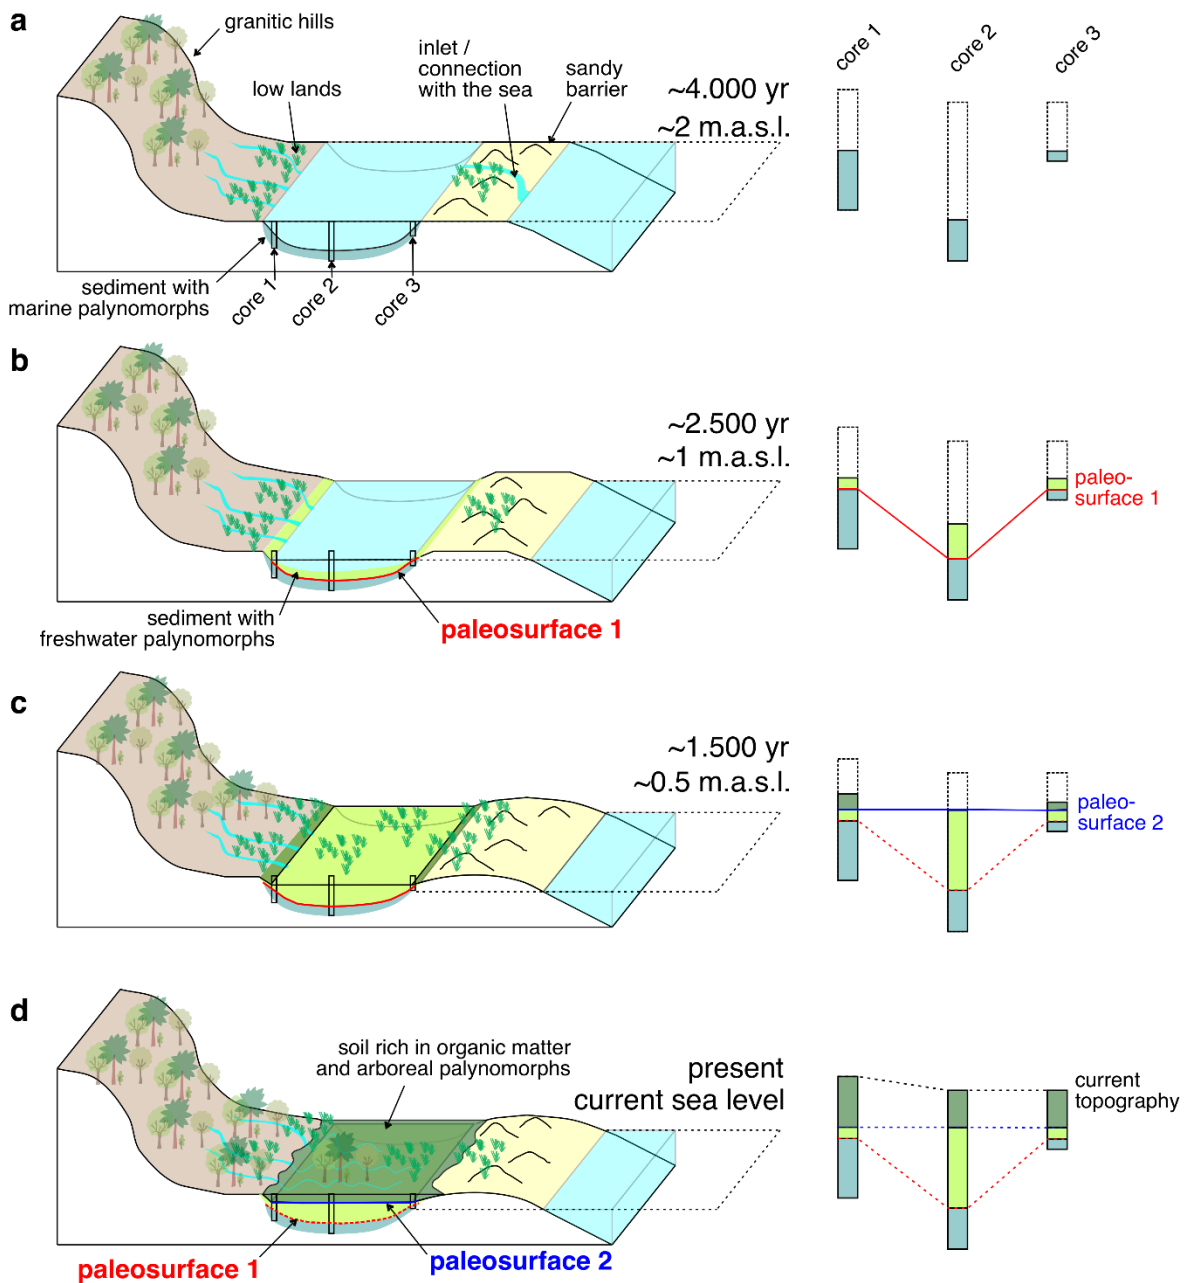 a
granitic hills
low lands
inlet /
connection
with the sea
sandy
barrier
~4.000 yr
~2 m.a.s.l.
core 1
core 2
core 3
sediment with
marine palynomorphs
core 1
core 2
core 3
b
~2.500 yr
~1 m.a.s.l.
paleo-
surface 1
sediment with
freshwater palynomorphs
paleosurface 1
c
~1.500 yr
~0.5 m.a.s.l.
paleo-
surface 2
d
soil rich in organic matter
and arboreal palynomorphs
present
current sea level
current
topography
paleosurface 1
paleosurface 2